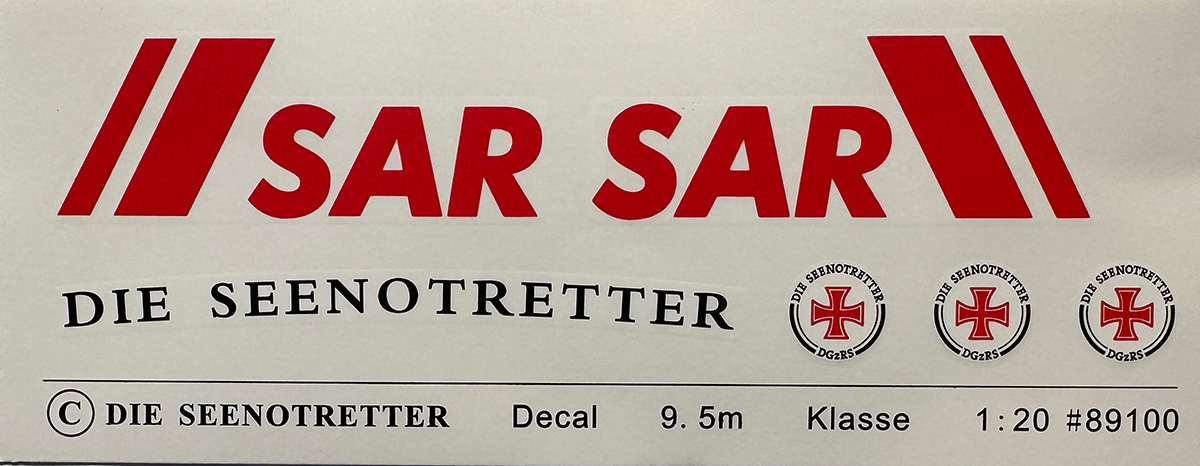 SAR SAR
DIE SEENOTRETTER
DIE SEENOTRETTER
DGzRS
DIE SEENOTRETTER
DGzRS
DIE SEENOTRETTER
DGzRS
© DIE SEENOTRETTER Decal 9.5m Klasse 1:20 #89100